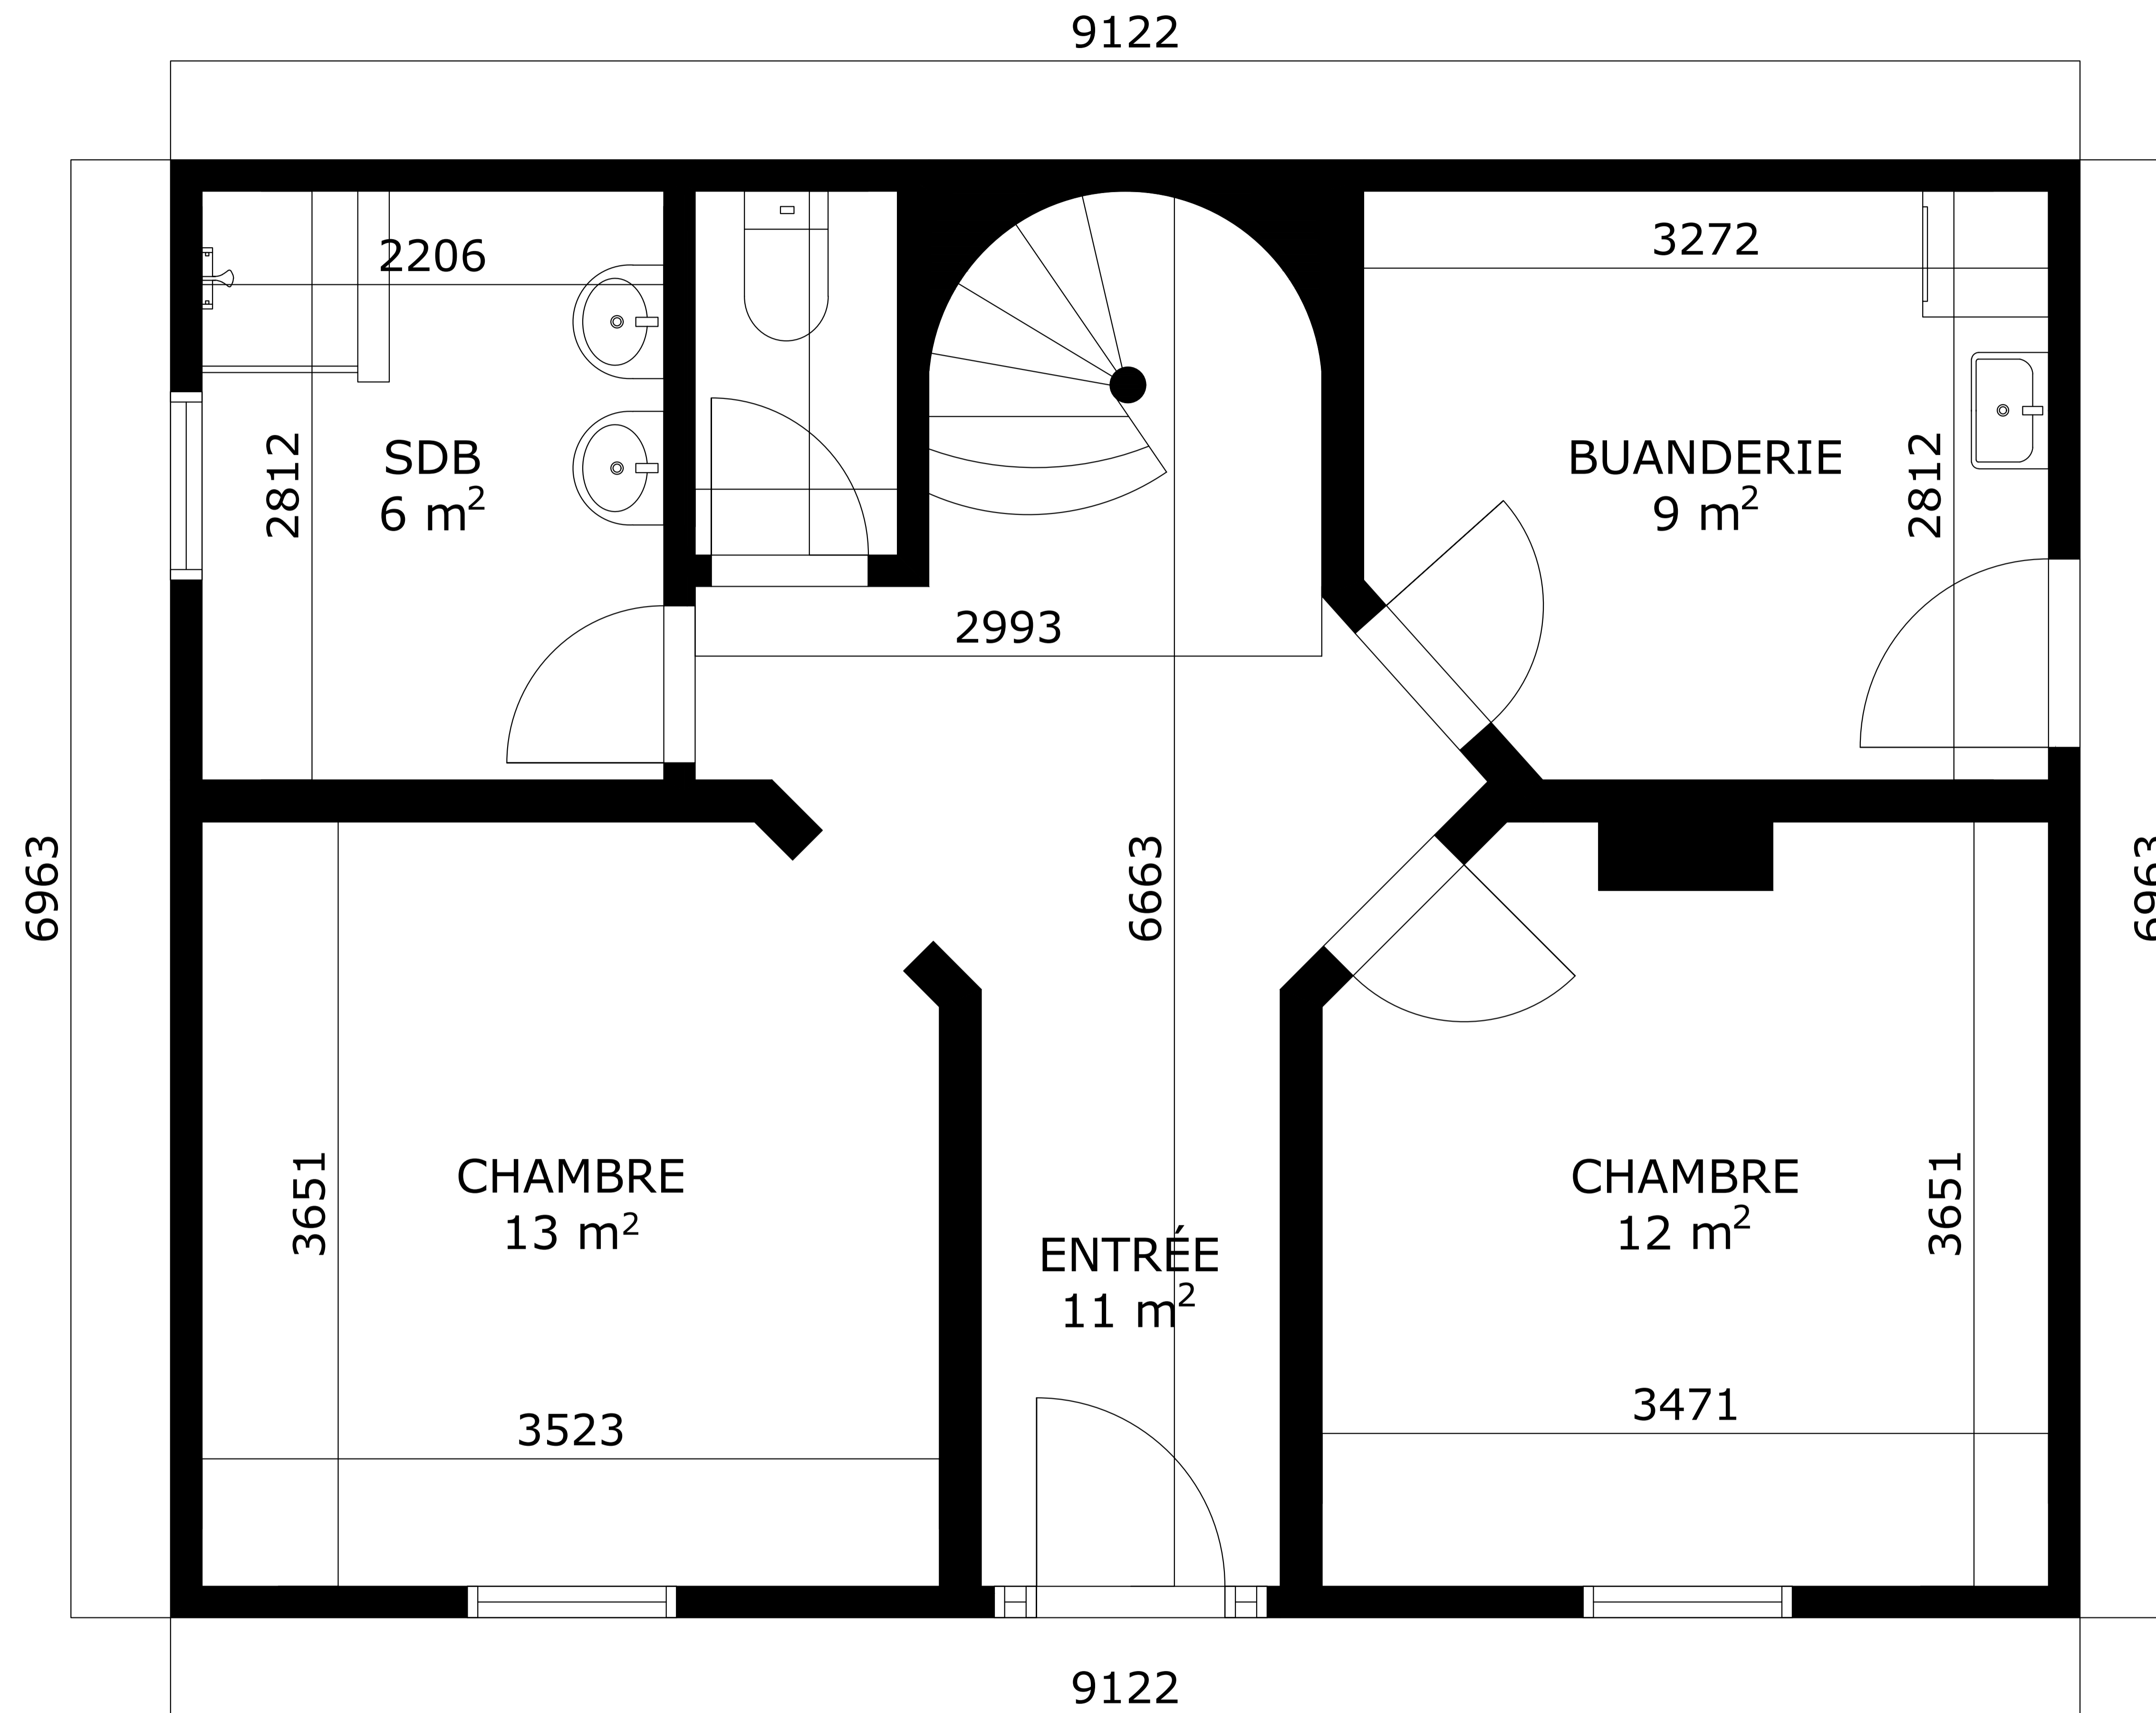 9122
3272
2206
SDB
6 m²
2812
BUANDERIE
9 m²
2812
2993
6963
6663
6963
CHAMBRE
13 m²
3651
CHAMBRE
12 m²
3651
ENTRÉE
11 m²
3471
3523
9122